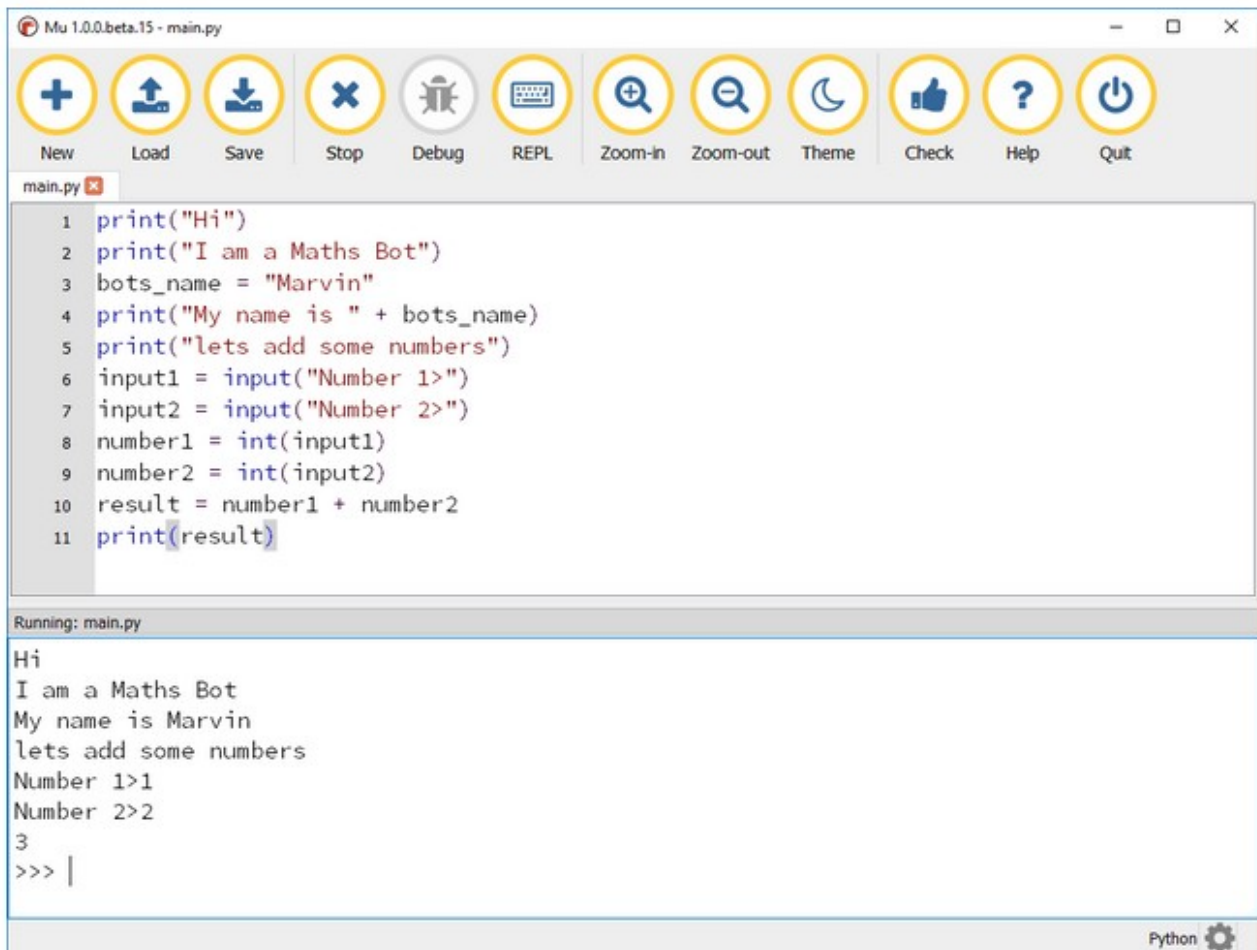 Mu 1.0.0.beta.15 - main.py
New Load Save Stop Debug REPL Zoom-in Zoom-out Theme Check Help Quit
main.py
1 print("Hi")
2 print("I am a Maths Bot")
3 bots_name = "Marvin"
4 print("My name is " + bots_name)
5 print("lets add some numbers")
6 input1 = input("Number 1>")
7 input2 = input("Number 2>")
8 number1 = int(input1)
9 number2 = int(input2)
10 result = number1 + number2
11 print(result)
Running: main.py
Hi
I am a Maths Bot
My name is Marvin
lets add some numbers
Number 1>1
Number 2>2
3
>>>
Python